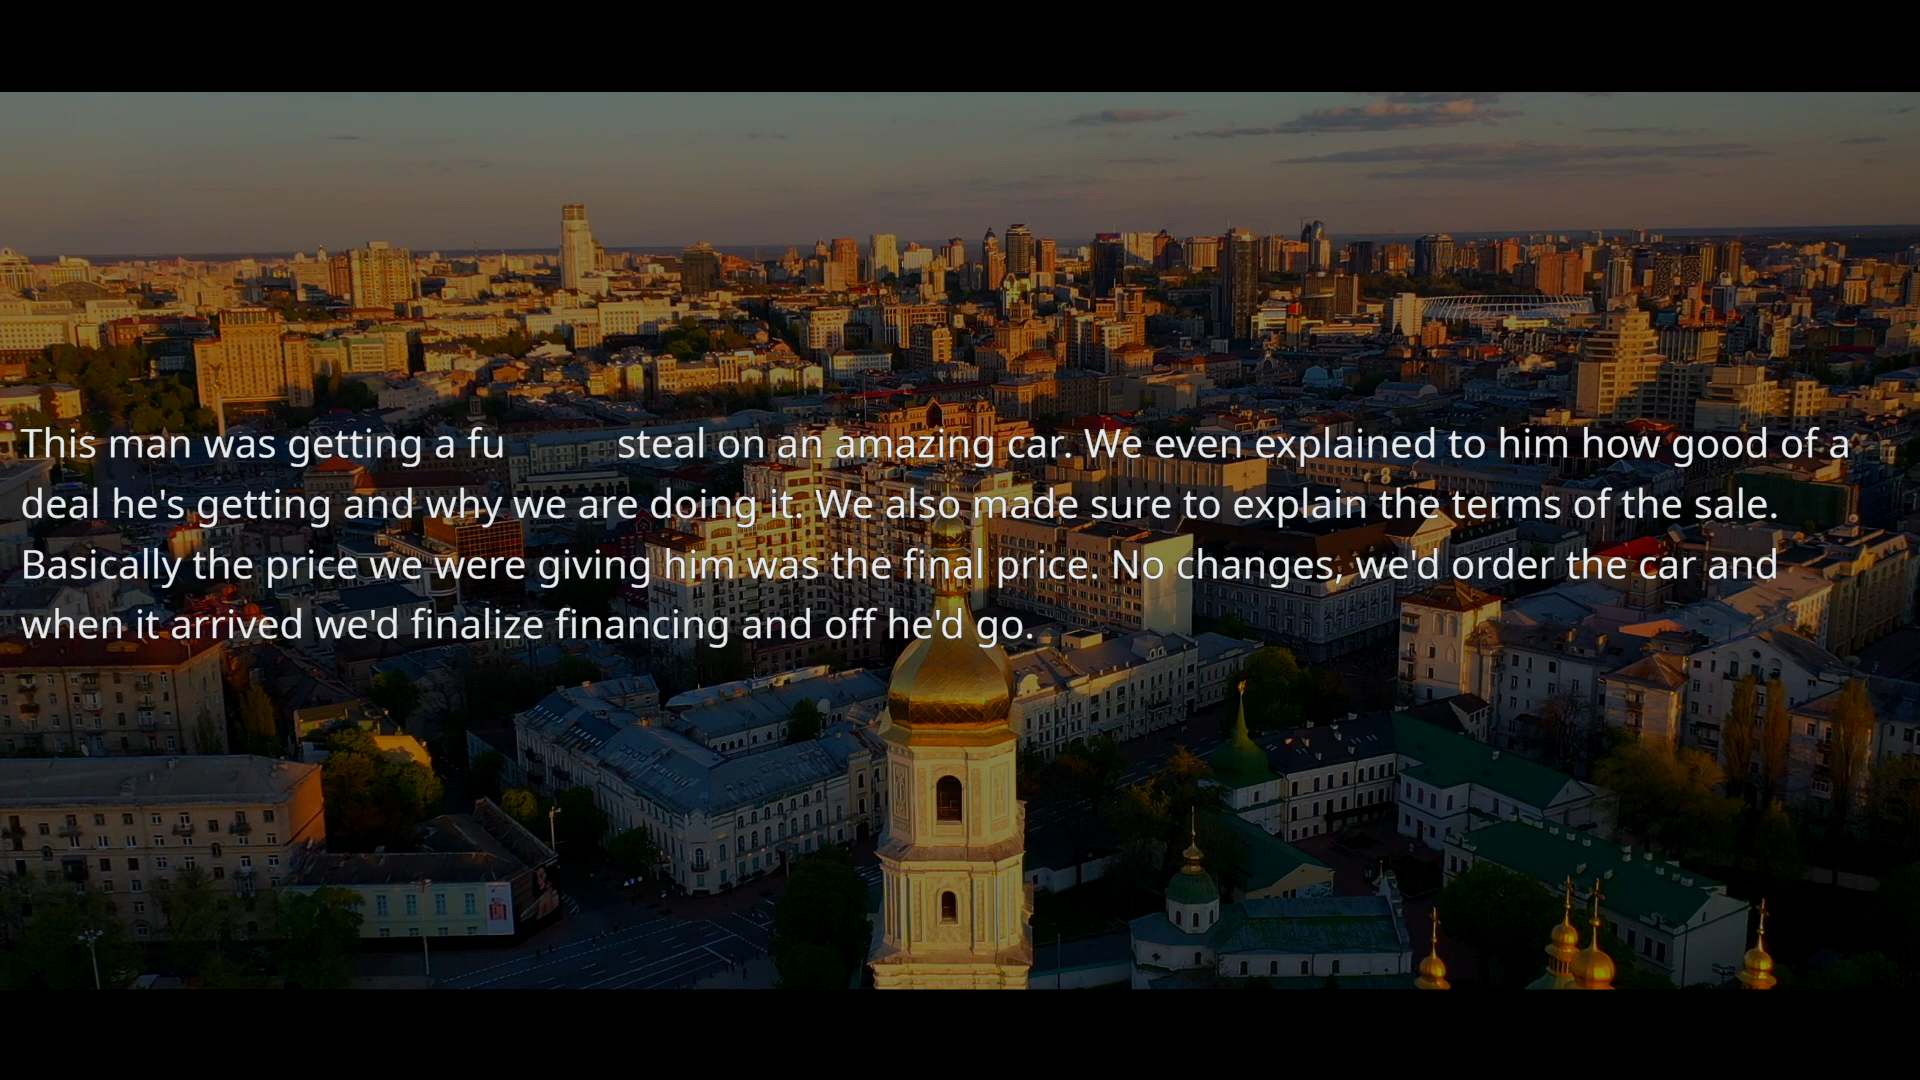 This man was getting a fu steal on an amazing car. We even explained to him how good of a
deal he's getting and why we are doing it. We also made sure to explain the terms of the sale.
Basically the price we were giving him was the final price. No changes, we'd order the car and
when it arrived we'd finalize financing and off he'd go.